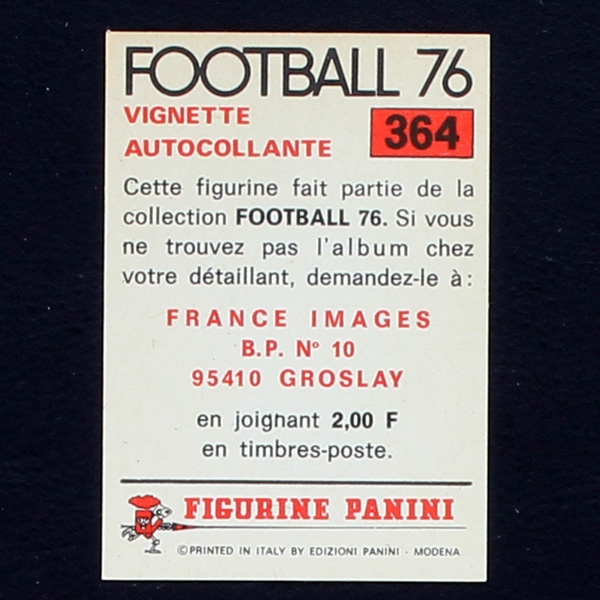 FOOTBALL 76
VIGNETTE
AUTOCOLLANTE
364
Cette figurine fait partie de la
collection FOOTBALL 76. Si vous
ne trouvez pas l'album chez
votre détaillant, demandez-le à:
FRANCE IMAGES
B.P. N° 10
95410 GROSLAY
en joignant 2,00 F
en timbres-poste.
FIGURINE PANINI
©PRINTED IN ITALY BY EDIZIONI PANINI - MODENA